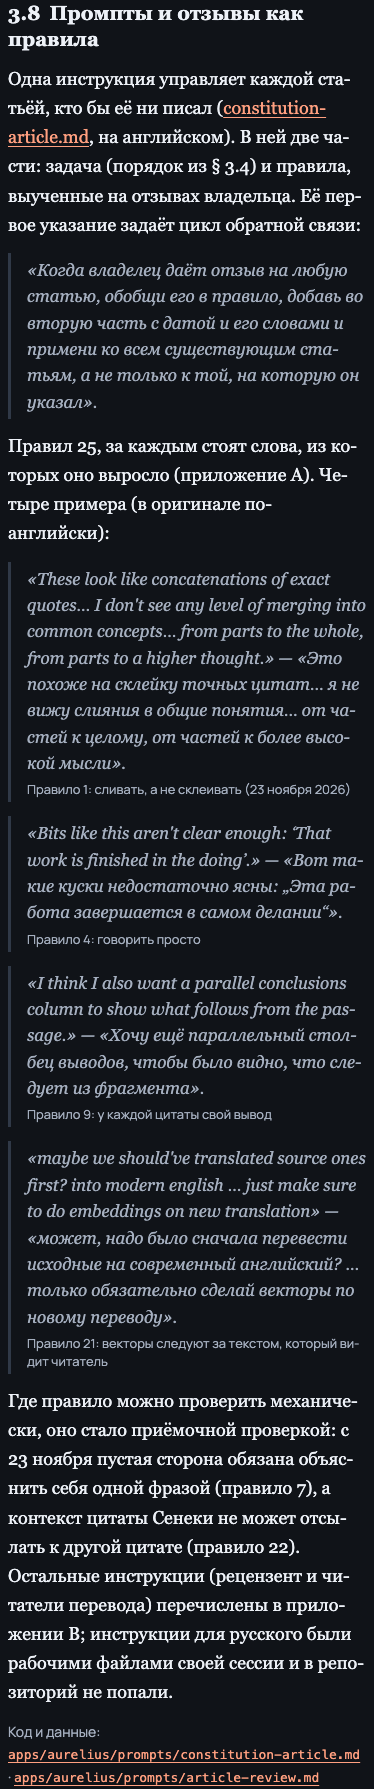 3.8 Промпты и отзывы как
правила
Одна инструкция управляет каждой ста-
тьёй, кто бы её ни писал (constitution-
article.md, на английском). В ней две ча-
сти: задача (порядок из § 3.4) и правила,
выученные на отзывах владельца. Её пер-
вое указание задаёт цикл обратной связи:
«Когда владелец даёт отзыв на любую
статью, обобщи его в правило, добавь во
вторую часть с датой и его словами и
примени ко всем существующим ста-
тьям, а не только к той, на которую он
указал».
Правил 25, за каждым стоят слова, из ко-
торых оно выросло (приложение A). Че-
тыре примера (в оригинале по-
английски):
«These look like concatenations of exact
quotes... I don't see any level of merging into
common concepts... from parts to the whole,
from parts to a higher thought.» — «Это
похоже на склейку точных цитат... я не
вижу слияния в общие понятия... от ча-
стей к целому, от частей к более высо-
кой мысли».
Правило 1: сливать, а не склеивать (23 ноября 2026)
«Bits like this aren't clear enough: ‘That
work is finished in the doing’.» — «Вот та-
кие куски недостаточно ясны: „Эта ра-
бота завершается в самом делании“».
Правило 4: говорить просто
«I think I also want a parallel conclusions
column to show what follows from the pas-
sage.» — «Хочу ещё параллельный стол-
бец выводов, чтобы было видно, что сле-
дует из фрагмента».
Правило 9: у каждой цитаты свой вывод
«maybe we should've translated source ones
first? into modern english ... just make sure
to do embeddings on new translation» —
«может, надо было сначала перевести
исходные на современный английский? ...
только обязательно сделай векторы по
новому переводу».
Правило 21: векторы следуют за текстом, который ви-
дит читатель
Где правило можно проверить механиче-
ски, оно стало приёмочной проверкой: с
23 ноября пустая сторона обязана объяс-
нить себя одной фразой (правило 7), а
контекст цитаты Сенеки не может отсы-
лать к другой цитате (правило 22).
Остальные инструкции (рецензент и чи-
татели перевода) перечислены в прило-
жении B; инструкции для русского были
рабочими файлами своей сессии и в репо-
зиторий не попали.
Код и данные:
apps/aurelius/prompts/constitution-article.md
· apps/aurelius/prompts/article-review.md